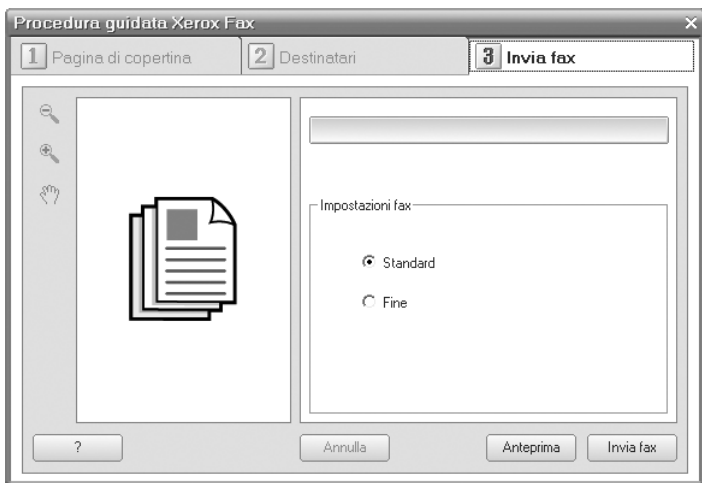 Procedura guidata Xerox Fax
1 Pagina di copertina
2 Destinatari
3 Invia fax
Impostazioni fax
Standard
Fine
?
Annulla
Anteprima
Invia fax